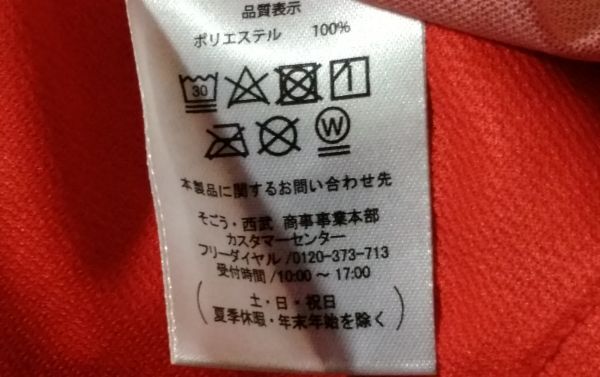 品質表示
ポリエステル 100%
30
W
本製品に関するお問い合わせ先
そごう・西武 商事事業本部
カスタマーセンター
フリーダイヤル/0120-373-713
受付時間/10:00～17:00
(土・日・祝日
夏季休暇・年末年始を除く)